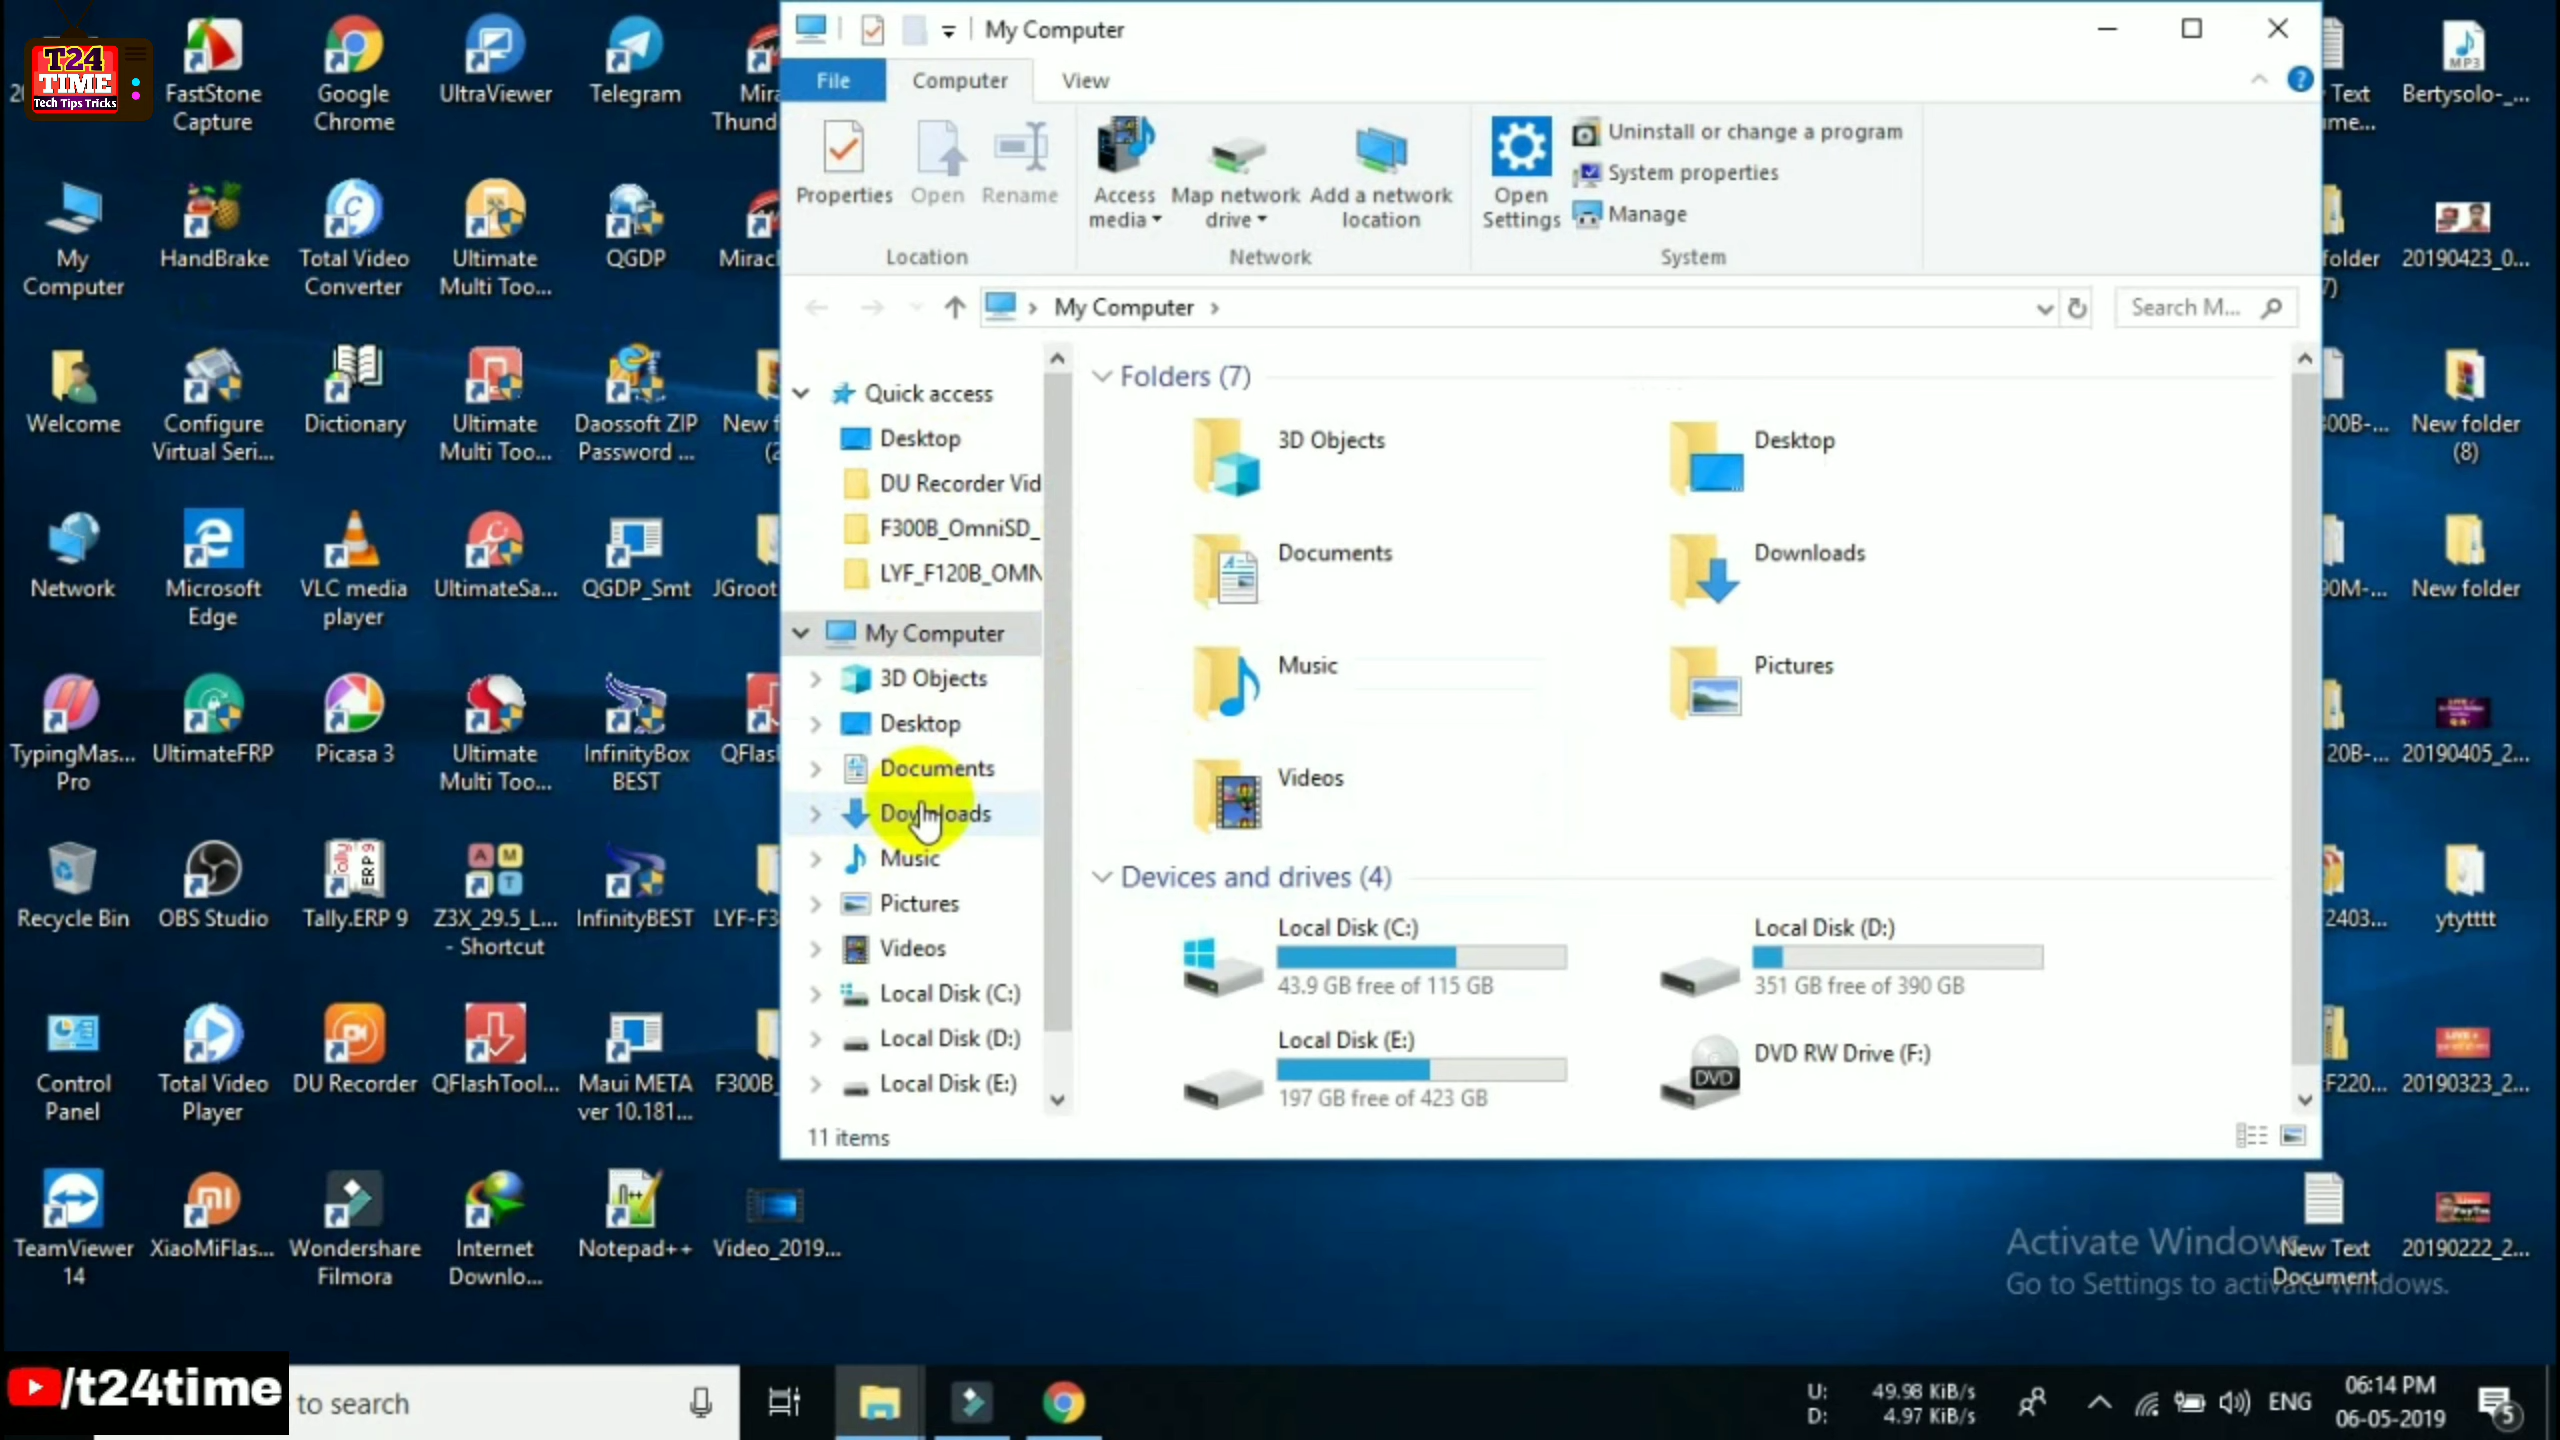 T24
TIME
Tech Tips Tricks
FastStone
Capture
Google
Chrome
UltraViewer
Telegram
Mira
Thund
My
Computer
HandBrake
Total Video
Converter
Ultimate
Multi Too...
QGDP
Miracl
Welcome
Configure
Virtual Seri...
Dictionary
Ultimate
Multi Too...
Daossoft ZIP
Password ...
New f
(2
Network
Microsoft
Edge
VLC media
player
UltimateSa...
QGDP_Smt
JGroot
TypingMas...
Pro
UltimateFRP
Picasa 3
Ultimate
Multi Too...
InfinityBox
BEST
QFlas
Recycle Bin
OBS Studio
Tally.ERP 9
Z3X_29.5_L...
- Shortcut
InfinityBEST
LYF-F3
Control
Panel
Total Video
Player
DU Recorder
QFlashTool...
Maui META
ver 10.181...
F300B_
TeamViewer
14
XiaoMiFlas...
Wondershare
Filmora
Internet
Downlo...
Notepad++
Video_2019...
My Computer
File
Computer
View
Properties
Open
Rename
Location
Access
media
Map network
drive
Add a network
location
Network
Open
Settings
Uninstall or change a program
System properties
Manage
System
My Computer
Search M...
Quick access
Desktop
DU Recorder Vid
F300B_OmniSD_
LYF_F120B_OMN
My Computer
3D Objects
Desktop
Documents
Downloads
Music
Pictures
Videos
Local Disk (C:)
Local Disk (D:)
Local Disk (E:)
11 items
Folders (7)
3D Objects
Desktop
Documents
Downloads
Music
Pictures
Videos
Devices and drives (4)
Local Disk (C:)
43.9 GB free of 115 GB
Local Disk (D:)
351 GB free of 390 GB
Local Disk (E:)
197 GB free of 423 GB
DVD
DVD RW Drive (F:)
Text
me...
MP3
Bertysolo-_...
folder
7)
20190423_0...
300B-...
New folder
(8)
90M-...
New folder
20B-...
20190405_2...
F2403...
ytytttt
F220...
20190323_2...
New Text
Document
20190222_2...
Activate Windows
Go to Settings to activate Windows.
/t24time
to search
U: 49.98 KiB/s
D: 4.97 KiB/s
ENG
06:14 PM
06-05-2019
5